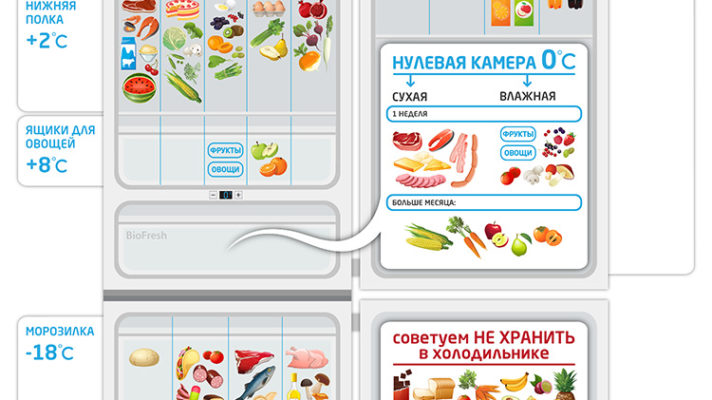 НИЖНЯЯ
ПОЛКА
+2°C
ЯЩИКИ ДЛЯ
ОВОЩЕЙ
+8°C
ФРУКТЫ
ОВОЩИ
0
BioFresh
НУЛЕВАЯ КАМЕРА 0°C
СУХАЯ
ВЛАЖНАЯ
1 НЕДЕЛЯ
ФРУКТЫ
ОВОЩИ
БОЛЬШЕ МЕСЯЦА:
МОРОЗИЛКА
-18°C
советуем НЕ ХРАНИТЬ
в холодильнике